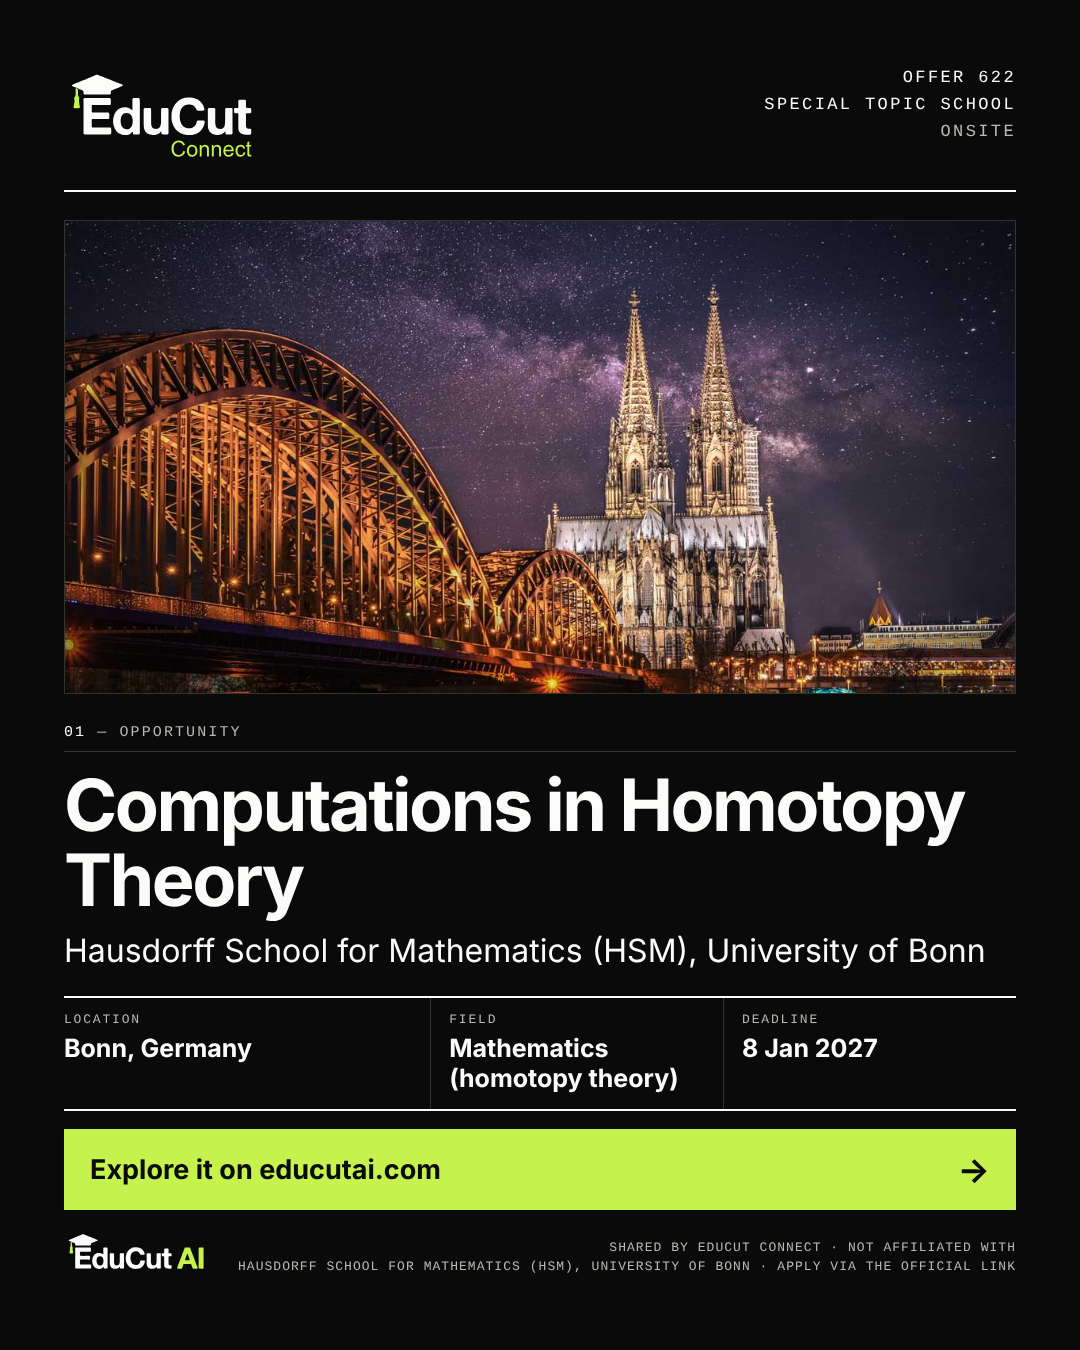 EduCut
Connect
OFFER 622
SPECIAL TOPIC SCHOOL
ONSITE
01 — OPPORTUNITY
Computations in Homotopy
Theory
Hausdorff School for Mathematics (HSM), University of Bonn
LOCATION
Bonn, Germany
FIELD
Mathematics
(homotopy theory)
DEADLINE
8 Jan 2027
Explore it on educutai.com →
EduCut AI
SHARED BY EDUCUT CONNECT · NOT AFFILIATED WITH
HAUSDORFF SCHOOL FOR MATHEMATICS (HSM), UNIVERSITY OF BONN · APPLY VIA THE OFFICIAL LINK